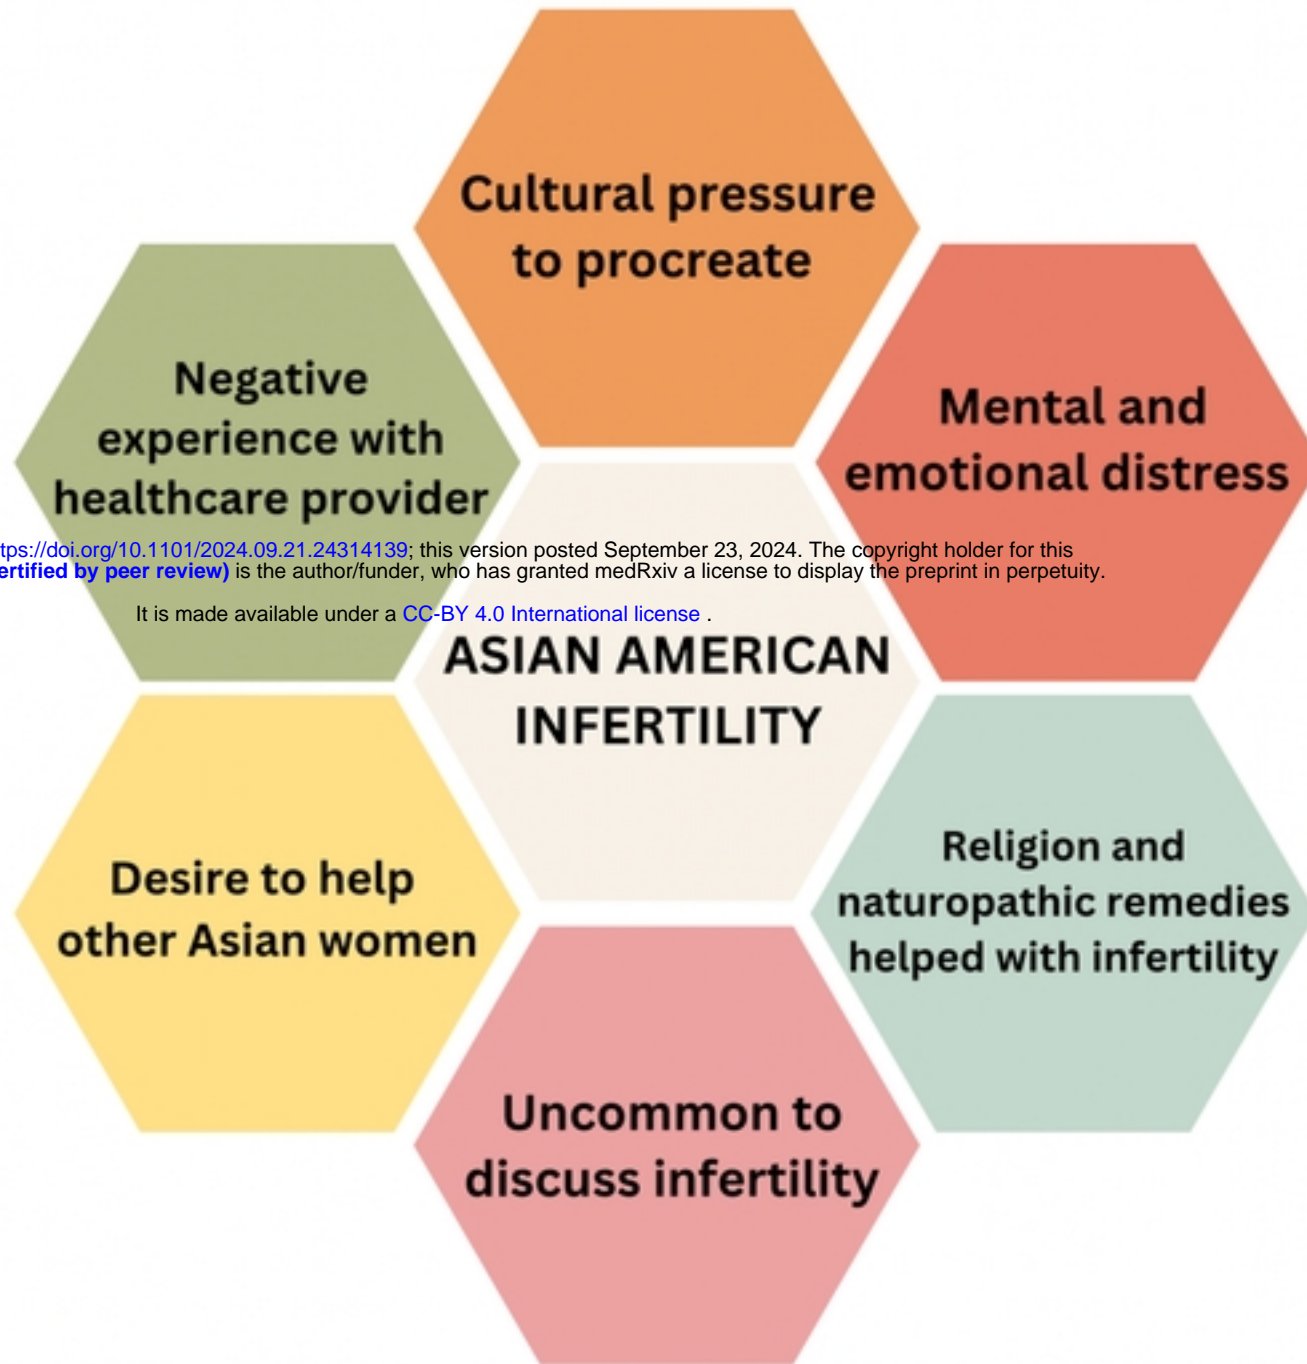 Cultural pressure
to procreate
Negative
experience with
healthcare provider
Mental and
emotional distress
tps://doi.org/10.1101/2024.09.21.24314139; this version posted September 23, 2024. The copyright holder for this
ertified by peer review) is the author/funder, who has granted medRxiv a license to display the preprint in perpetuity.
It is made available under a CC-BY 4.0 International license .
ASIAN AMERICAN
INFERTILITY
Desire to help
other Asian women
Religion and
naturopathic remedies
helped with infertility
Uncommon to
discuss infertility